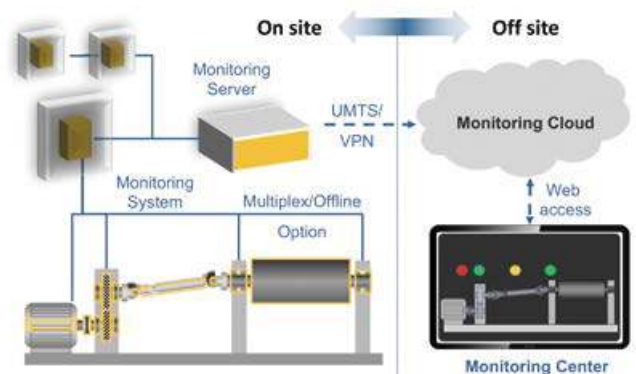 On site
Off site
Monitoring
Server
UMTS/
VPN
Monitoring Cloud
Monitoring
System
Multiplex/Offline
Option
Web
access
Monitoring Center